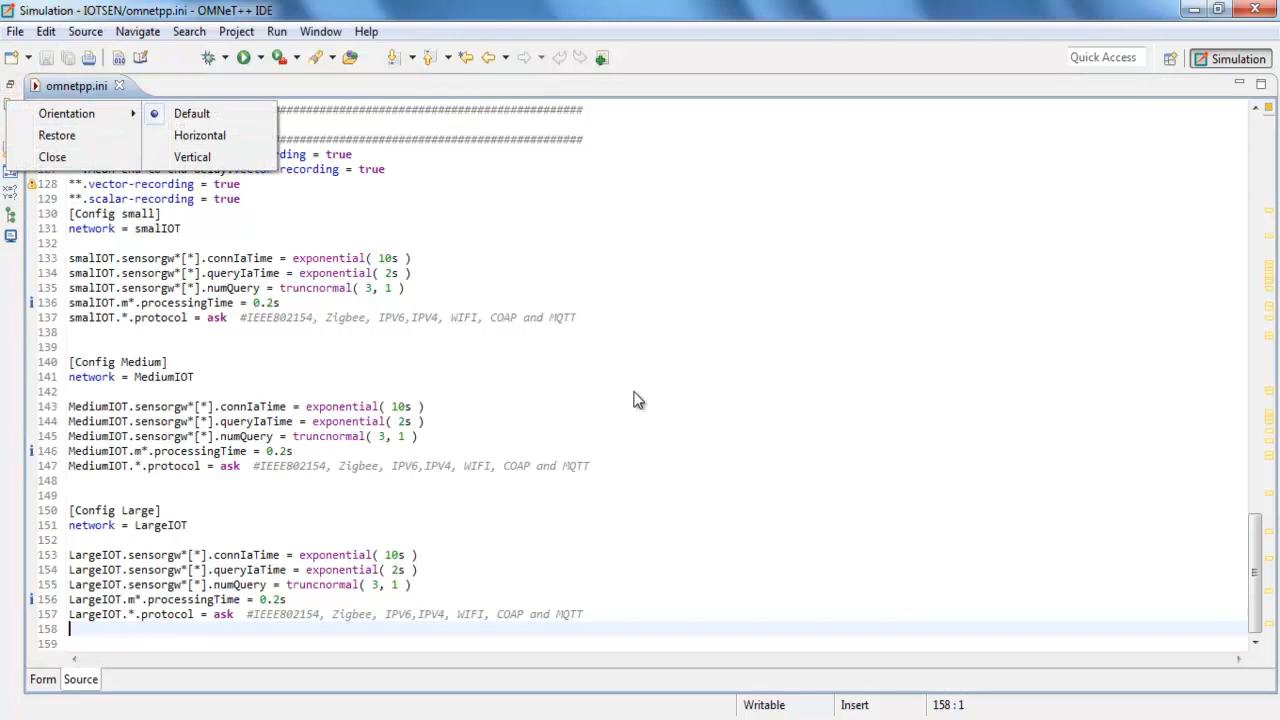 Simulation - IOTSEN/omnetpp.ini - OMNeT++ IDE
File Edit Source Navigate Search Project Run Window Help
Quick Access Simulation
omnetpp.ini
Orientation Default
Restore Horizontal
Close Vertical
################################################
################################################
ording = true
vector-recording = true
128 **.vector-recording = true
129 **.scalar-recording = true
130 [Config small]
131 network = smalIOT
132
133 smalIOT.sensorgw*[*].connIaTime = exponential( 10s )
134 smalIOT.sensorgw*[*].queryIaTime = exponential( 2s )
135 smalIOT.sensorgw*[*].numQuery = truncnormal( 3, 1 )
136 smalIOT.m*.processingTime = 0.2s
137 smalIOT.*.protocol = ask #IEEE802154, Zigbee, IPV6,IPV4, WIFI, COAP and MQTT
138
139
140 [Config Medium]
141 network = MediumIOT
142
143 MediumIOT.sensorgw*[*].connIaTime = exponential( 10s )
144 MediumIOT.sensorgw*[*].queryIaTime = exponential( 2s )
145 MediumIOT.sensorgw*[*].numQuery = truncnormal( 3, 1 )
146 MediumIOT.m*.processingTime = 0.2s
147 MediumIOT.*.protocol = ask #IEEE802154, Zigbee, IPV6,IPV4, WIFI, COAP and MQTT
148
149
150 [Config Large]
151 network = LargeIOT
152
153 LargeIOT.sensorgw*[*].connIaTime = exponential( 10s )
154 LargeIOT.sensorgw*[*].queryIaTime = exponential( 2s )
155 LargeIOT.sensorgw*[*].numQuery = truncnormal( 3, 1 )
156 LargeIOT.m*.processingTime = 0.2s
157 LargeIOT.*.protocol = ask #IEEE802154, Zigbee, IPV6,IPV4, WIFI, COAP and MQTT
158
159
Form Source
Writable Insert 158 : 1